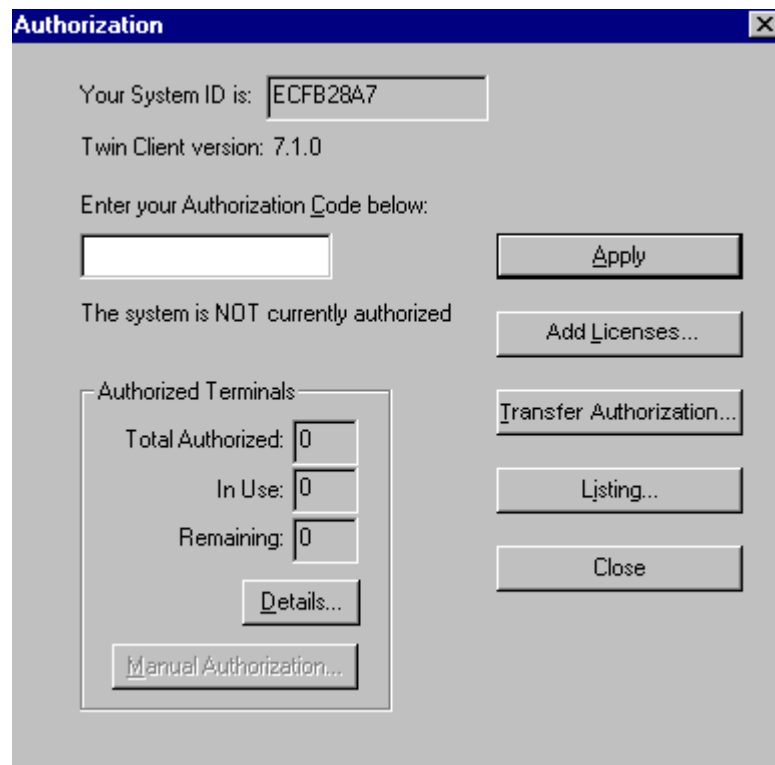 Authorization
Your System ID is: ECFB28A7
Twin Client version: 7.1.0
Enter your Authorization Code below:
Apply
The system is NOT currently authorized
Add Licenses...
Authorized Terminals
Transfer Authorization...
Total Authorized: 0
In Use: 0
Listing...
Remaining: 0
Close
Details...
Manual Authorization...